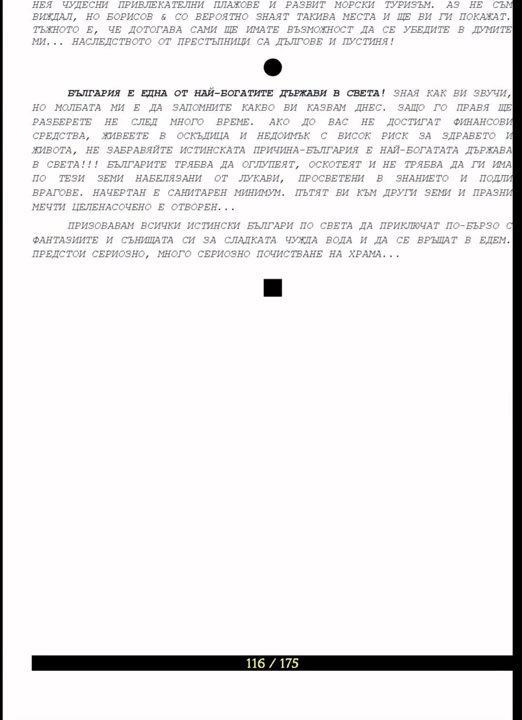 НЕЯ ЧУДЕСНИ ПРИВЛЕКАТЕЛНИ ПЛАЖОВЕ И РАЗВИТ МОРСКИ ТУРИЗЪМ. АЗ НЕ СЪМ
ВИЖДАЛ, НО БОРИСОВ & СО ВЕРОЯТНО ЗНАЯТ ТАКИВА МЕСТА И ЩЕ ВИ ГИ ПОКАЖАТ.
ТЪЖНОТО Е, ЧЕ ДОТОГАВА САМИ ЩЕ ИМАТЕ ВЪЗМОЖНОСТ ДА СЕ УБЕДИТЕ В ДУМИТЕ
МИ... НАСЛЕДСТВОТО ОТ ПРЕСТЪПНИЦИ СА ДЪЛГОВЕ И ПУСТИНЯ!
БЪЛГАРИЯ Е ЕДНА ОТ НАЙ-БОГАТИТЕ ДЪРЖАВИ В СВЕТА! ЗНАЯ КАК ВИ ЗВУЧИ,
НО МОЛБАТА МИ Е ДА ЗАПОМНИТЕ КАКВО ВИ КАЗВАМ ДНЕС. ЗАЩО ГО ПРАВЯ ЩЕ
РАЗБЕРЕТЕ НЕ СЛЕД МНОГО ВРЕМЕ. АКО ДО ВАС НЕ ДОСТИГАТ ФИНАНСОВИ
СРЕДСТВА, ЖИВЕЕТЕ В ОСКЪДИЦА И НЕДОИМЪК С ВИСОК РИСК ЗА ЗДРАВЕТО И
ЖИВОТА, НЕ ЗАБРАВЯЙТЕ ИСТИНСКАТА ПРИЧИНА-БЪЛГАРИЯ Е НАЙ-БОГАТАТА ДЪРЖАВА
В СВЕТА!!! БЪЛГАРИТЕ ТРЯБВА ДА ОГЛУПЕЯТ, ОСКОТЕЯТ И НЕ ТРЯБВА ДА ГИ ИМА
ПО ТЕЗИ ЗЕМИ НАБЕЛЯЗАНИ ОТ ЛУКАВИ, ПРОСВЕТЕНИ В ЗНАНИЕТО И ПОДЛИ
ВРАГОВЕ. НАЧЕРТАН Е САНИТАРЕН МИНИМУМ. ПЪТЯТ ВИ КЪМ ДРУГИ ЗЕМИ И ПРАЗНИ
МЕЧТИ ЦЕЛЕНАСОЧЕНО Е ОТВОРЕН...
ПРИЗОВАВАМ ВСИЧКИ ИСТИНСКИ БЪЛГАРИ ПО СВЕТА ДА ПРИКЛЮЧАТ ПО-БЪРЗО С
ФАНТАЗИИТЕ И СЪНИЩАТА СИ ЗА СЛАДКАТА ЧУЖДА ВОДА И ДА СЕ ВРЪЩАТ В ЕДЕМ.
ПРЕДСТОИ СЕРИОЗНО, МНОГО СЕРИОЗНО ПОЧИСТВАНЕ НА ХРАМА...
116 / 175